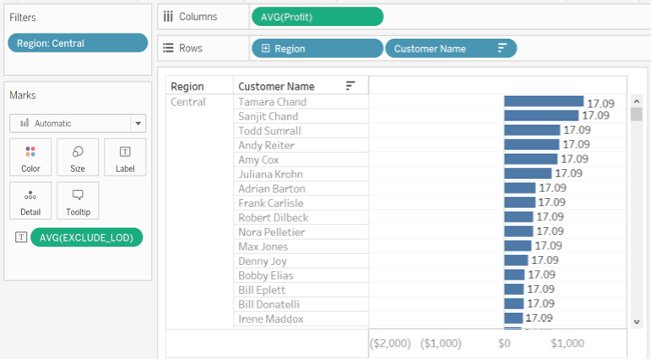 Filters
Region: Central
Columns
AVG(Profit)
Rows
Region
Customer Name
Marks
Automatic
Color
Size
Label
Detail
Tooltip
AVG(EXCLUDE_LOD)
Region Customer Name
Central Tamara Chand 17.09
Sanjit Chand 17.09
Todd Sumrall 17.09
Andy Reiter 17.09
Amy Cox 17.09
Juliana Krohn 17.09
Adrian Barton 17.09
Frank Carlisle 17.09
Robert Dilbeck 17.09
Nora Pelletier 17.09
Max Jones 17.09
Denny Joy 17.09
Bobby Elias 17.09
Bill Eplett 17.09
Bill Donatelli 17.09
Irene Maddox 17.09
($2,000) ($1,000) $0 $1,000